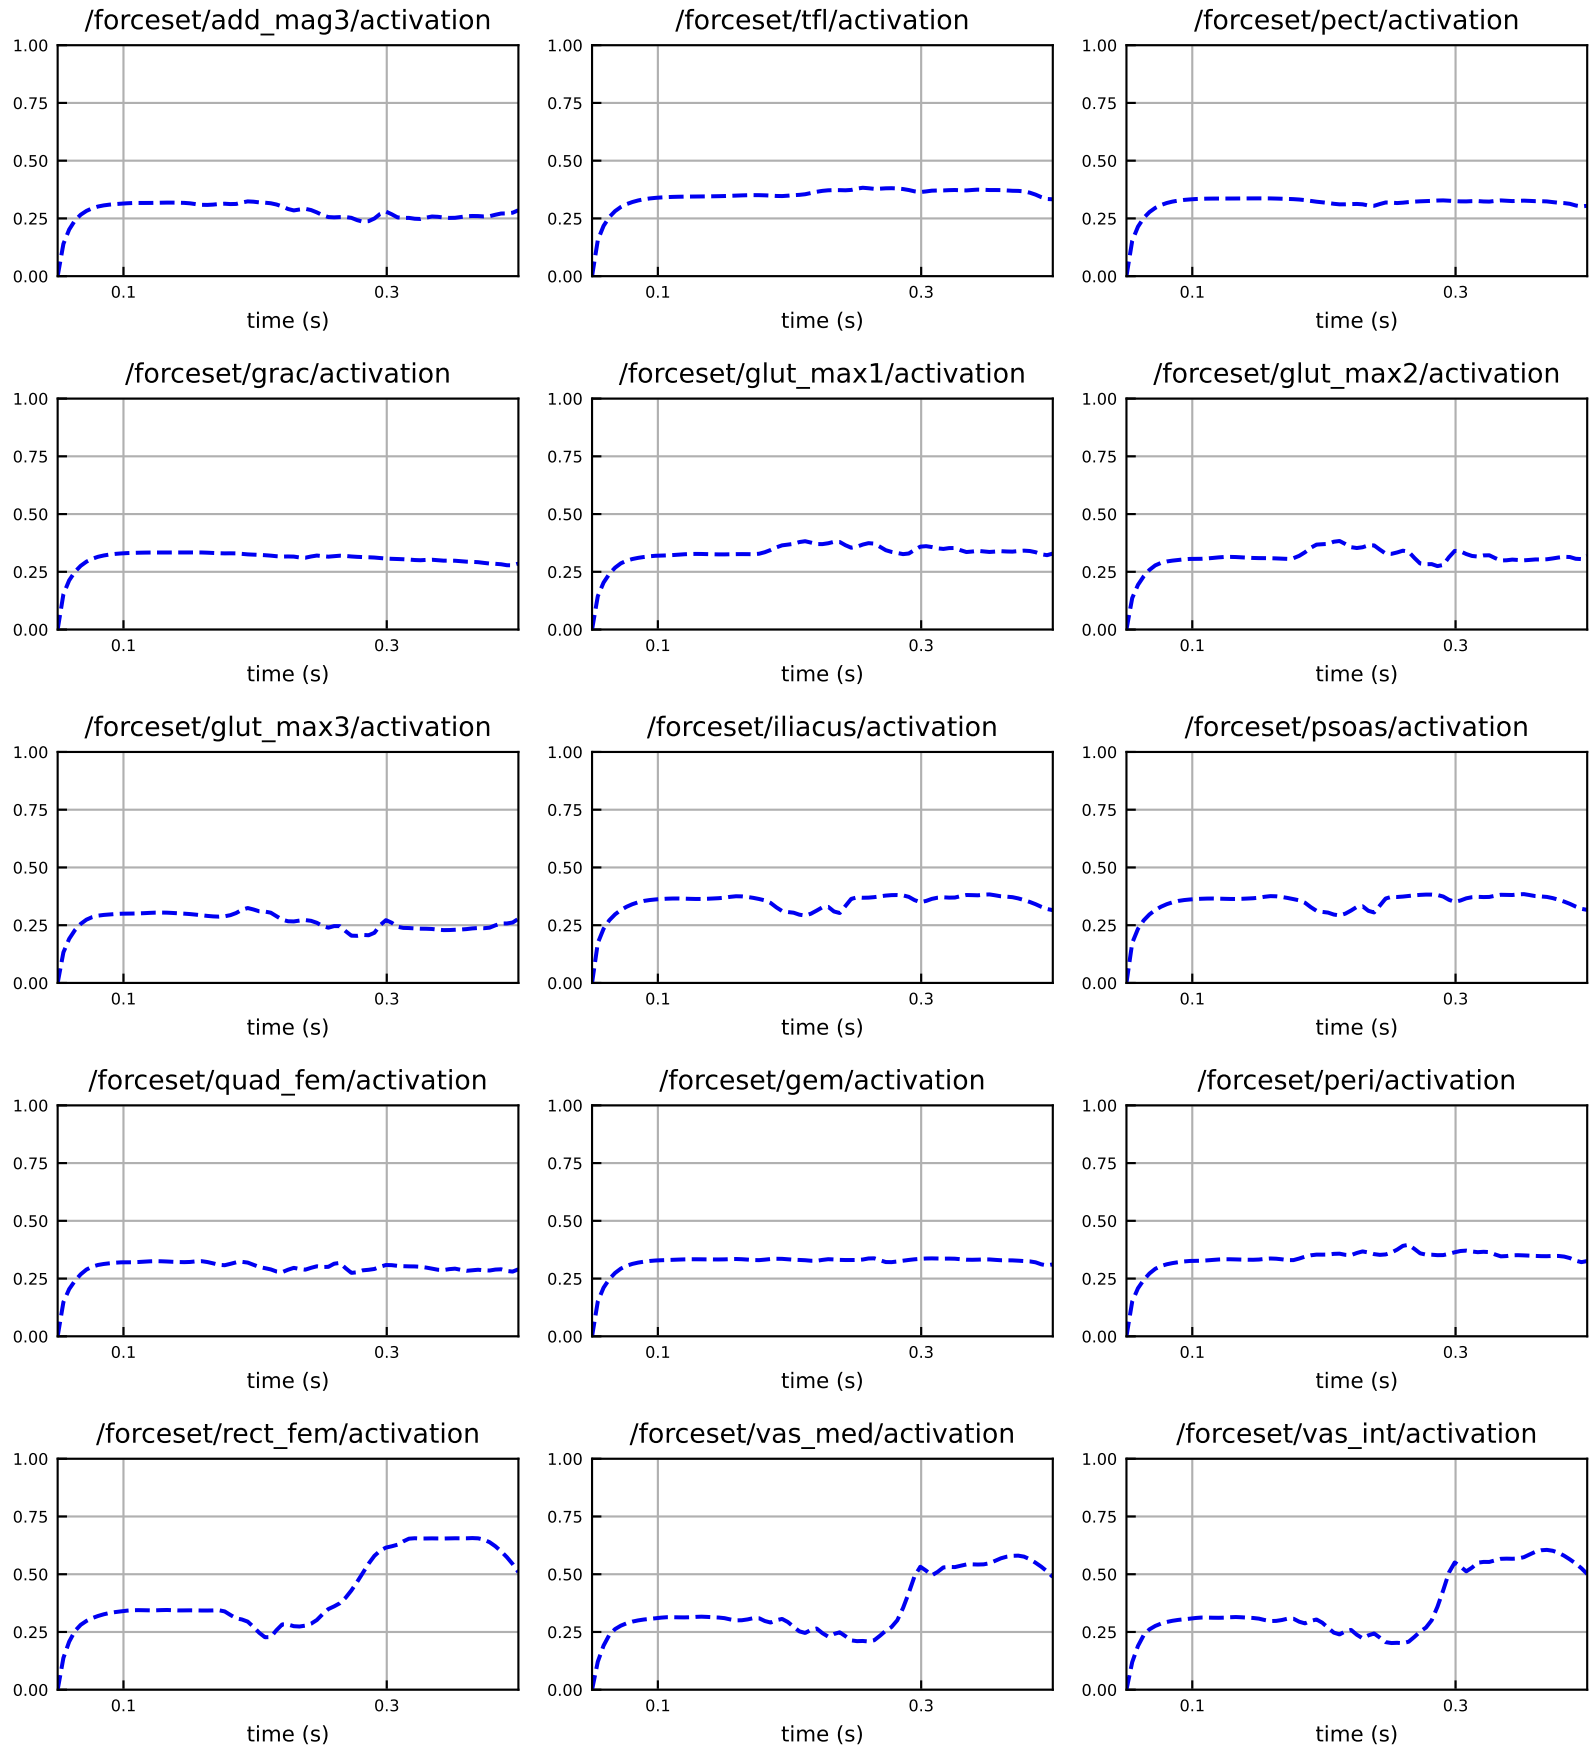 /forceset/add_mag3/activation /forceset/tfl/activation /forceset/pect/activation
1.00 1.00 1.00
0.75 0.75 0.75
0.50 0.50 0.50
0.25 0.25 0.25
0.00 0.00 0.00
0.1 0.3 0.1 0.3 0.1 0.3
time (s) time (s) time (s)
/forceset/grac/activation /forceset/glut_max1/activation /forceset/glut_max2/activation
1.00 1.00 1.00
0.75 0.75 0.75
0.50 0.50 0.50
0.25 0.25 0.25
0.00 0.00 0.00
0.1 0.3 0.1 0.3 0.1 0.3
time (s) time (s) time (s)
/forceset/glut_max3/activation /forceset/iliacus/activation /forceset/psoas/activation
1.00 1.00 1.00
0.75 0.75 0.75
0.50 0.50 0.50
0.25 0.25 0.25
0.00 0.00 0.00
0.1 0.3 0.1 0.3 0.1 0.3
time (s) time (s) time (s)
/forceset/quad_fem/activation /forceset/gem/activation /forceset/peri/activation
1.00 1.00 1.00
0.75 0.75 0.75
0.50 0.50 0.50
0.25 0.25 0.25
0.00 0.00 0.00
0.1 0.3 0.1 0.3 0.1 0.3
time (s) time (s) time (s)
/forceset/rect_fem/activation /forceset/vas_med/activation /forceset/vas_int/activation
1.00 1.00 1.00
0.75 0.75 0.75
0.50 0.50 0.50
0.25 0.25 0.25
0.00 0.00 0.00
0.1 0.3 0.1 0.3 0.1 0.3
time (s) time (s) time (s)